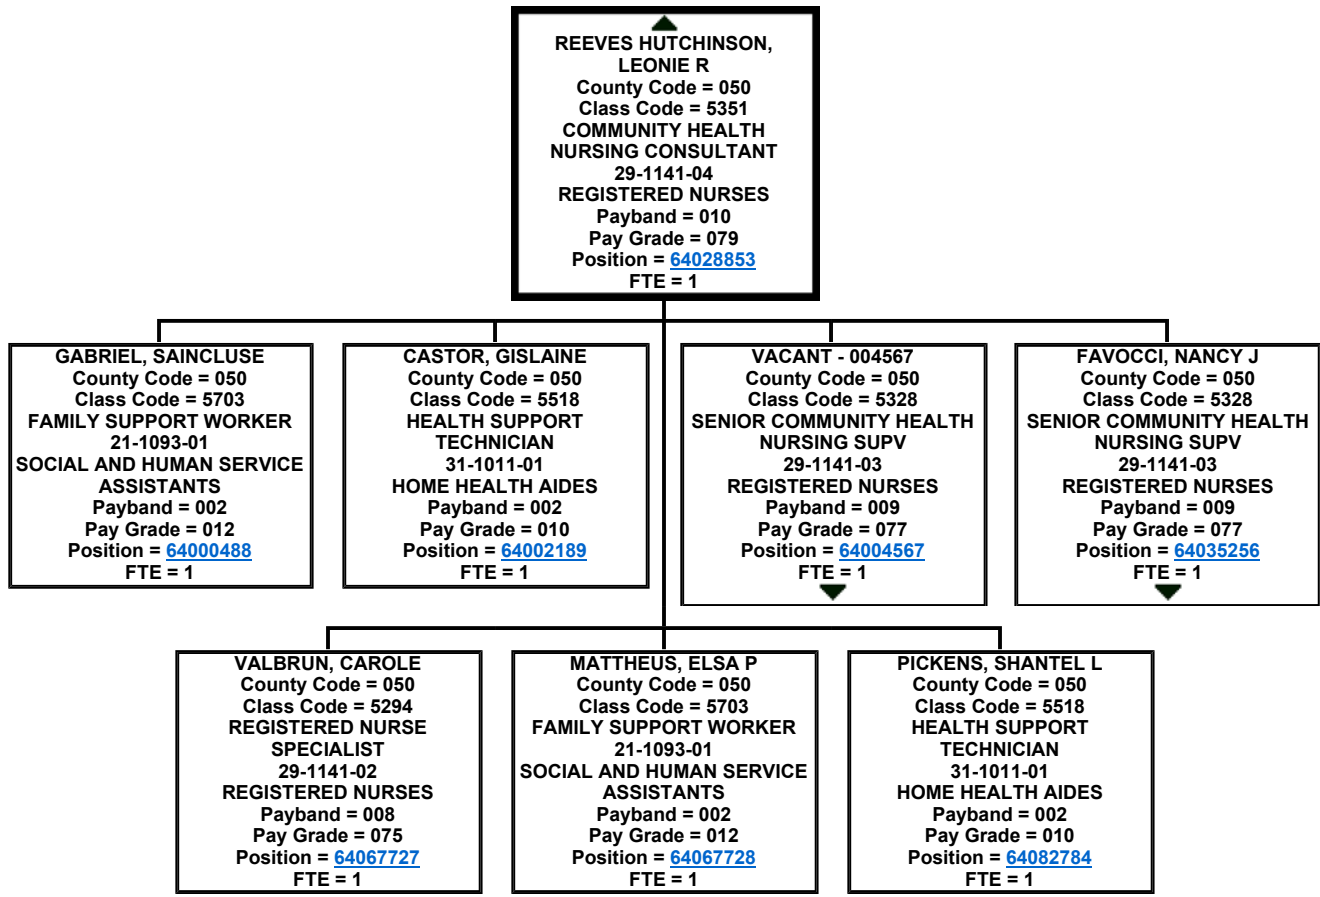 REEVES HUTCHINSON,
LEONIE R
County Code = 050
Class Code = 5351
COMMUNITY HEALTH
NURSING CONSULTANT
29-1141-04
REGISTERED NURSES
Payband = 010
Pay Grade = 079
Position = 64028853
FTE = 1
GABRIEL, SAINCLUSE
County Code = 050
Class Code = 5703
FAMILY SUPPORT WORKER
21-1093-01
SOCIAL AND HUMAN SERVICE
ASSISTANTS
Payband = 002
Pay Grade = 012
Position = 64000488
FTE = 1
CASTOR, GISLAINE
County Code = 050
Class Code = 5518
HEALTH SUPPORT
TECHNICIAN
31-1011-01
HOME HEALTH AIDES
Payband = 002
Pay Grade = 010
Position = 64002189
FTE = 1
VACANT - 004567
County Code = 050
Class Code = 5328
SENIOR COMMUNITY HEALTH
NURSING SUPV
29-1141-03
REGISTERED NURSES
Payband = 009
Pay Grade = 077
Position = 64004567
FTE = 1
FAVOCCI, NANCY J
County Code = 050
Class Code = 5328
SENIOR COMMUNITY HEALTH
NURSING SUPV
29-1141-03
REGISTERED NURSES
Payband = 009
Pay Grade = 077
Position = 64035256
FTE = 1
VALBRUN, CAROLE
County Code = 050
Class Code = 5294
REGISTERED NURSE
SPECIALIST
29-1141-02
REGISTERED NURSES
Payband = 008
Pay Grade = 075
Position = 64067727
FTE = 1
MATTHEUS, ELSA P
County Code = 050
Class Code = 5703
FAMILY SUPPORT WORKER
21-1093-01
SOCIAL AND HUMAN SERVICE
ASSISTANTS
Payband = 002
Pay Grade = 012
Position = 64067728
FTE = 1
PICKENS, SHANTEL L
County Code = 050
Class Code = 5518
HEALTH SUPPORT
TECHNICIAN
31-1011-01
HOME HEALTH AIDES
Payband = 002
Pay Grade = 010
Position = 64082784
FTE = 1